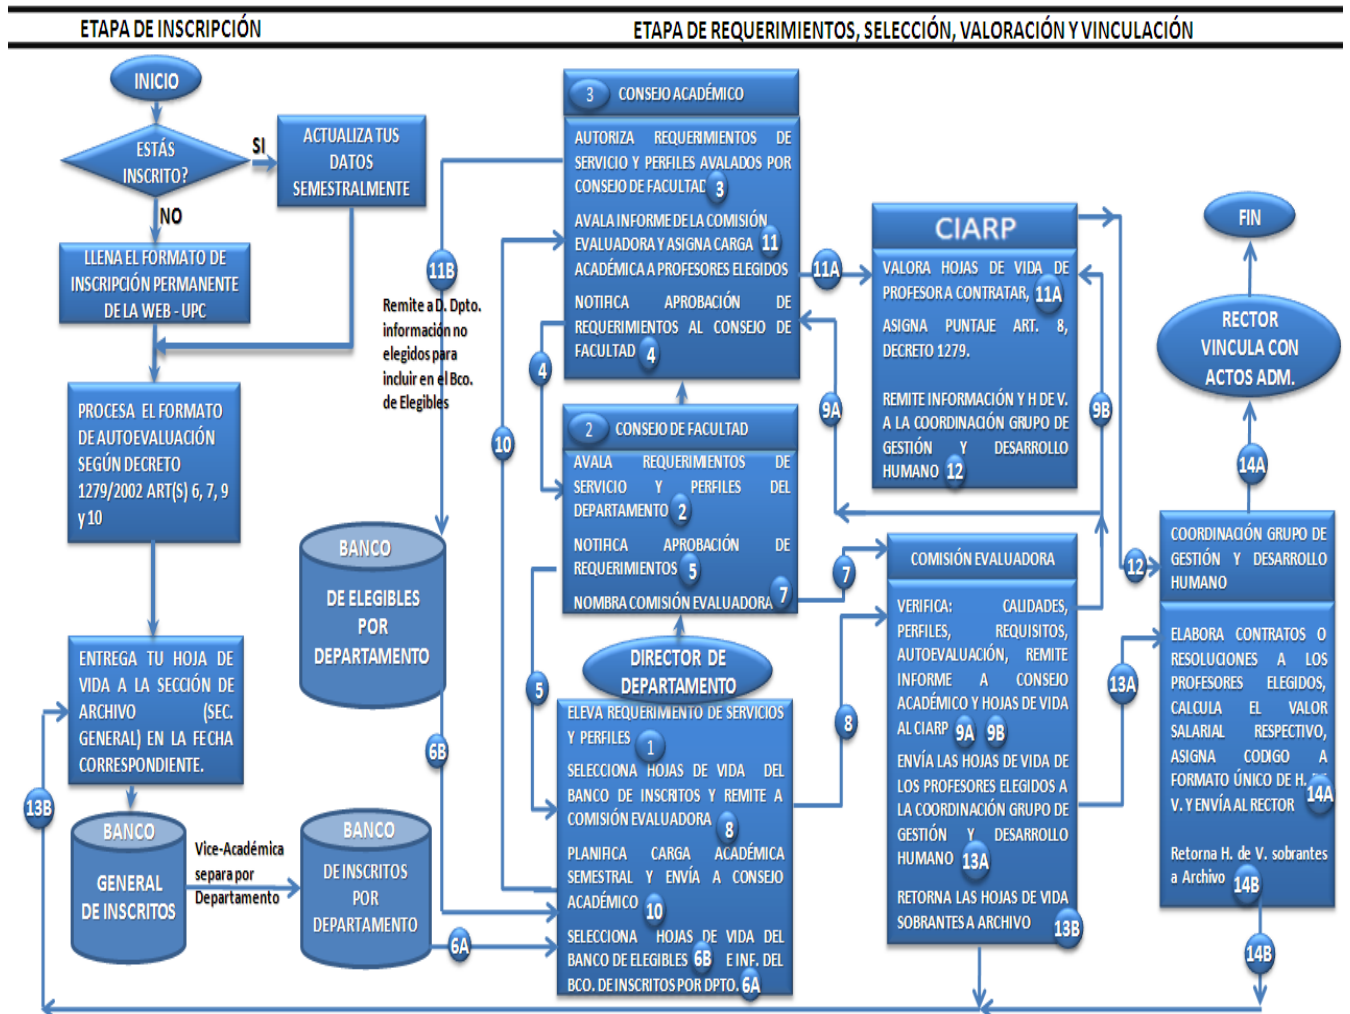 ETAPA DE INSCRIPCIÓN
ETAPA DE REQUERIMIENTOS, SELECCIÓN, VALORACIÓN Y VINCULACIÓN
INICIO
ESTÁS
INSCRITO?
SI
NO
ACTUALIZA TUS
DATOS
SEMESTRALMENTE
LLENA EL FORMATO DE
INSCRIPCIÓN PERMANENTE
DE LA WEB - UPC
PROCESA EL FORMATO
DE AUTOEVALUACIÓN
SEGÚN DECRETO
1279/2002 ART(S) 6, 7, 9
y 10
ENTREGA TU HOJA DE
VIDA A LA SECCIÓN DE
ARCHIVO (SEC.
GENERAL) EN LA FECHA
CORRESPONDIENTE.
13B
BANCO
GENERAL
DE INSCRITOS
Vice-Académica
separa por
Departamento
BANCO
DE INSCRITOS
POR
DEPARTAMENTO
6A
BANCO
DE ELEGIBLES
POR
DEPARTAMENTO
6B
11B
Remite a D. Dpto.
información no
elegidos para
incluir en el Bco.
de Elegibles
10
4
5
3 CONSEJO ACADÉMICO
AUTORIZA REQUERIMIENTOS DE
SERVICIO Y PERFILES AVALADOS POR
CONSEJO DE FACULTAD 3
AVALA INFORME DE LA COMISIÓN
EVALUADORA Y ASIGNA CARGA 11
ACADÉMICA A PROFESORES ELEGIDOS
NOTIFICA APROBACIÓN DE
REQUERIMIENTOS AL CONSEJO DE
FACULTAD 4
2 CONSEJO DE FACULTAD
AVALA REQUERIMIENTOS DE
SERVICIO Y PERFILES DEL
DEPARTAMENTO 2
NOTIFICA APROBACIÓN DE
REQUERIMIENTOS 5
NOMBRA COMISIÓN EVALUADORA 7
DIRECTOR DE
DEPARTAMENTO
ELEVA REQUERIMIENTO DE SERVICIOS
Y PERFILES 1
SELECCIONA HOJAS DE VIDA DEL
BANCO DE INSCRITOS Y REMITE A
COMISIÓN EVALUADORA 8
PLANIFICA CARGA ACADÉMICA
SEMESTRAL Y ENVÍA A CONSEJO
ACADÉMICO 10
SELECCIONA HOJAS DE VIDA DEL
BANCO DE ELEGIBLES 6B E INF. DEL
BCO. DE INSCRITOS POR DPTO. 6A
11A
9A
7
8
CIARP
VALORA HOJAS DE VIDA DE
PROFESOR A CONTRATAR, 11A
ASIGNA PUNTAJE ART. 8,
DECRETO 1279.
REMITE INFORMACIÓN Y H DE V.
A LA COORDINACIÓN GRUPO DE
GESTIÓN Y DESARROLLO
HUMANO 12
9B
COMISIÓN EVALUADORA
VERIFICA: CALIDADES,
PERFILES, REQUISITOS,
AUTOEVALUACIÓN, REMITE
INFORME A CONSEJO
ACADÉMICO Y HOJAS DE VIDA
AL CIARP 9A 9B
ENVÍA LAS HOJAS DE VIDA DE
LOS PROFESORES ELEGIDOS A
LA COORDINACIÓN GRUPO DE
GESTIÓN Y DESARROLLO
HUMANO 13A
RETORNA LAS HOJAS DE VIDA
SOBRANTES A ARCHIVO 13B
12
13A
FIN
RECTOR
VINCULA CON
ACTOS ADM.
14A
COORDINACIÓN GRUPO DE
GESTIÓN Y DESARROLLO
HUMANO
ELABORA CONTRATOS O
RESOLUCIONES A LOS
PROFESORES ELEGIDOS,
CALCULA EL VALOR
SALARIAL RESPECTIVO,
ASIGNA CODIGO A
FORMATO ÚNICO DE H. DE
V. Y ENVÍA AL RECTOR 14A
Retorna H. de V. sobrantes
a Archivo 14B
14B